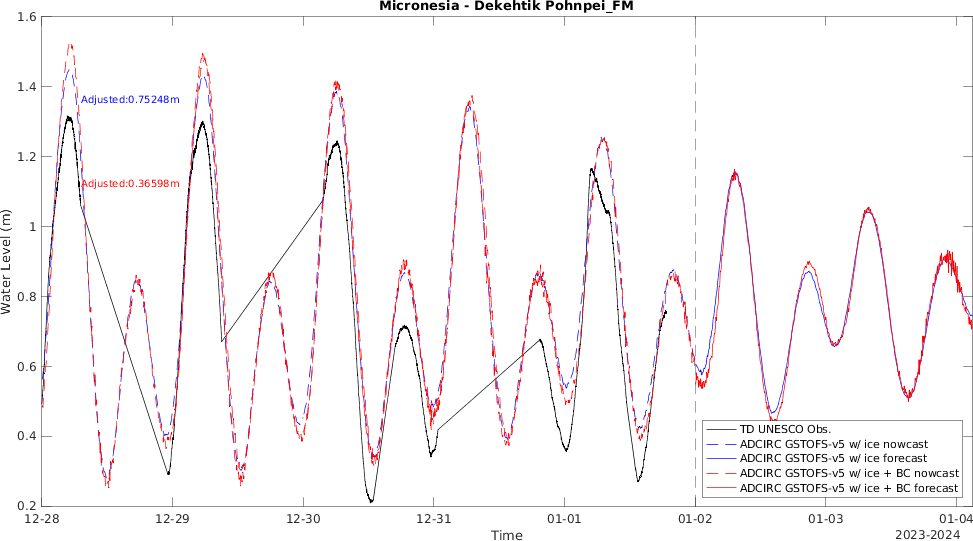 Micronesia - Dekehtik Pohnpei_FM
1.6
1.4
1.2
1
0.8
0.6
0.4
0.2
Water Level (m)
Adjusted:0.75248m
Adjusted:0.36598m
TD UNESCO Obs.
ADCIRC GSTOFS-v5 w/ ice nowcast
ADCIRC GSTOFS-v5 w/ ice forecast
ADCIRC GSTOFS-v5 w/ ice + BC nowcast
ADCIRC GSTOFS-v5 w/ ice + BC forecast
12-28 12-29 12-30 12-31 01-01 01-02 01-03 01-04
Time
2023-2024